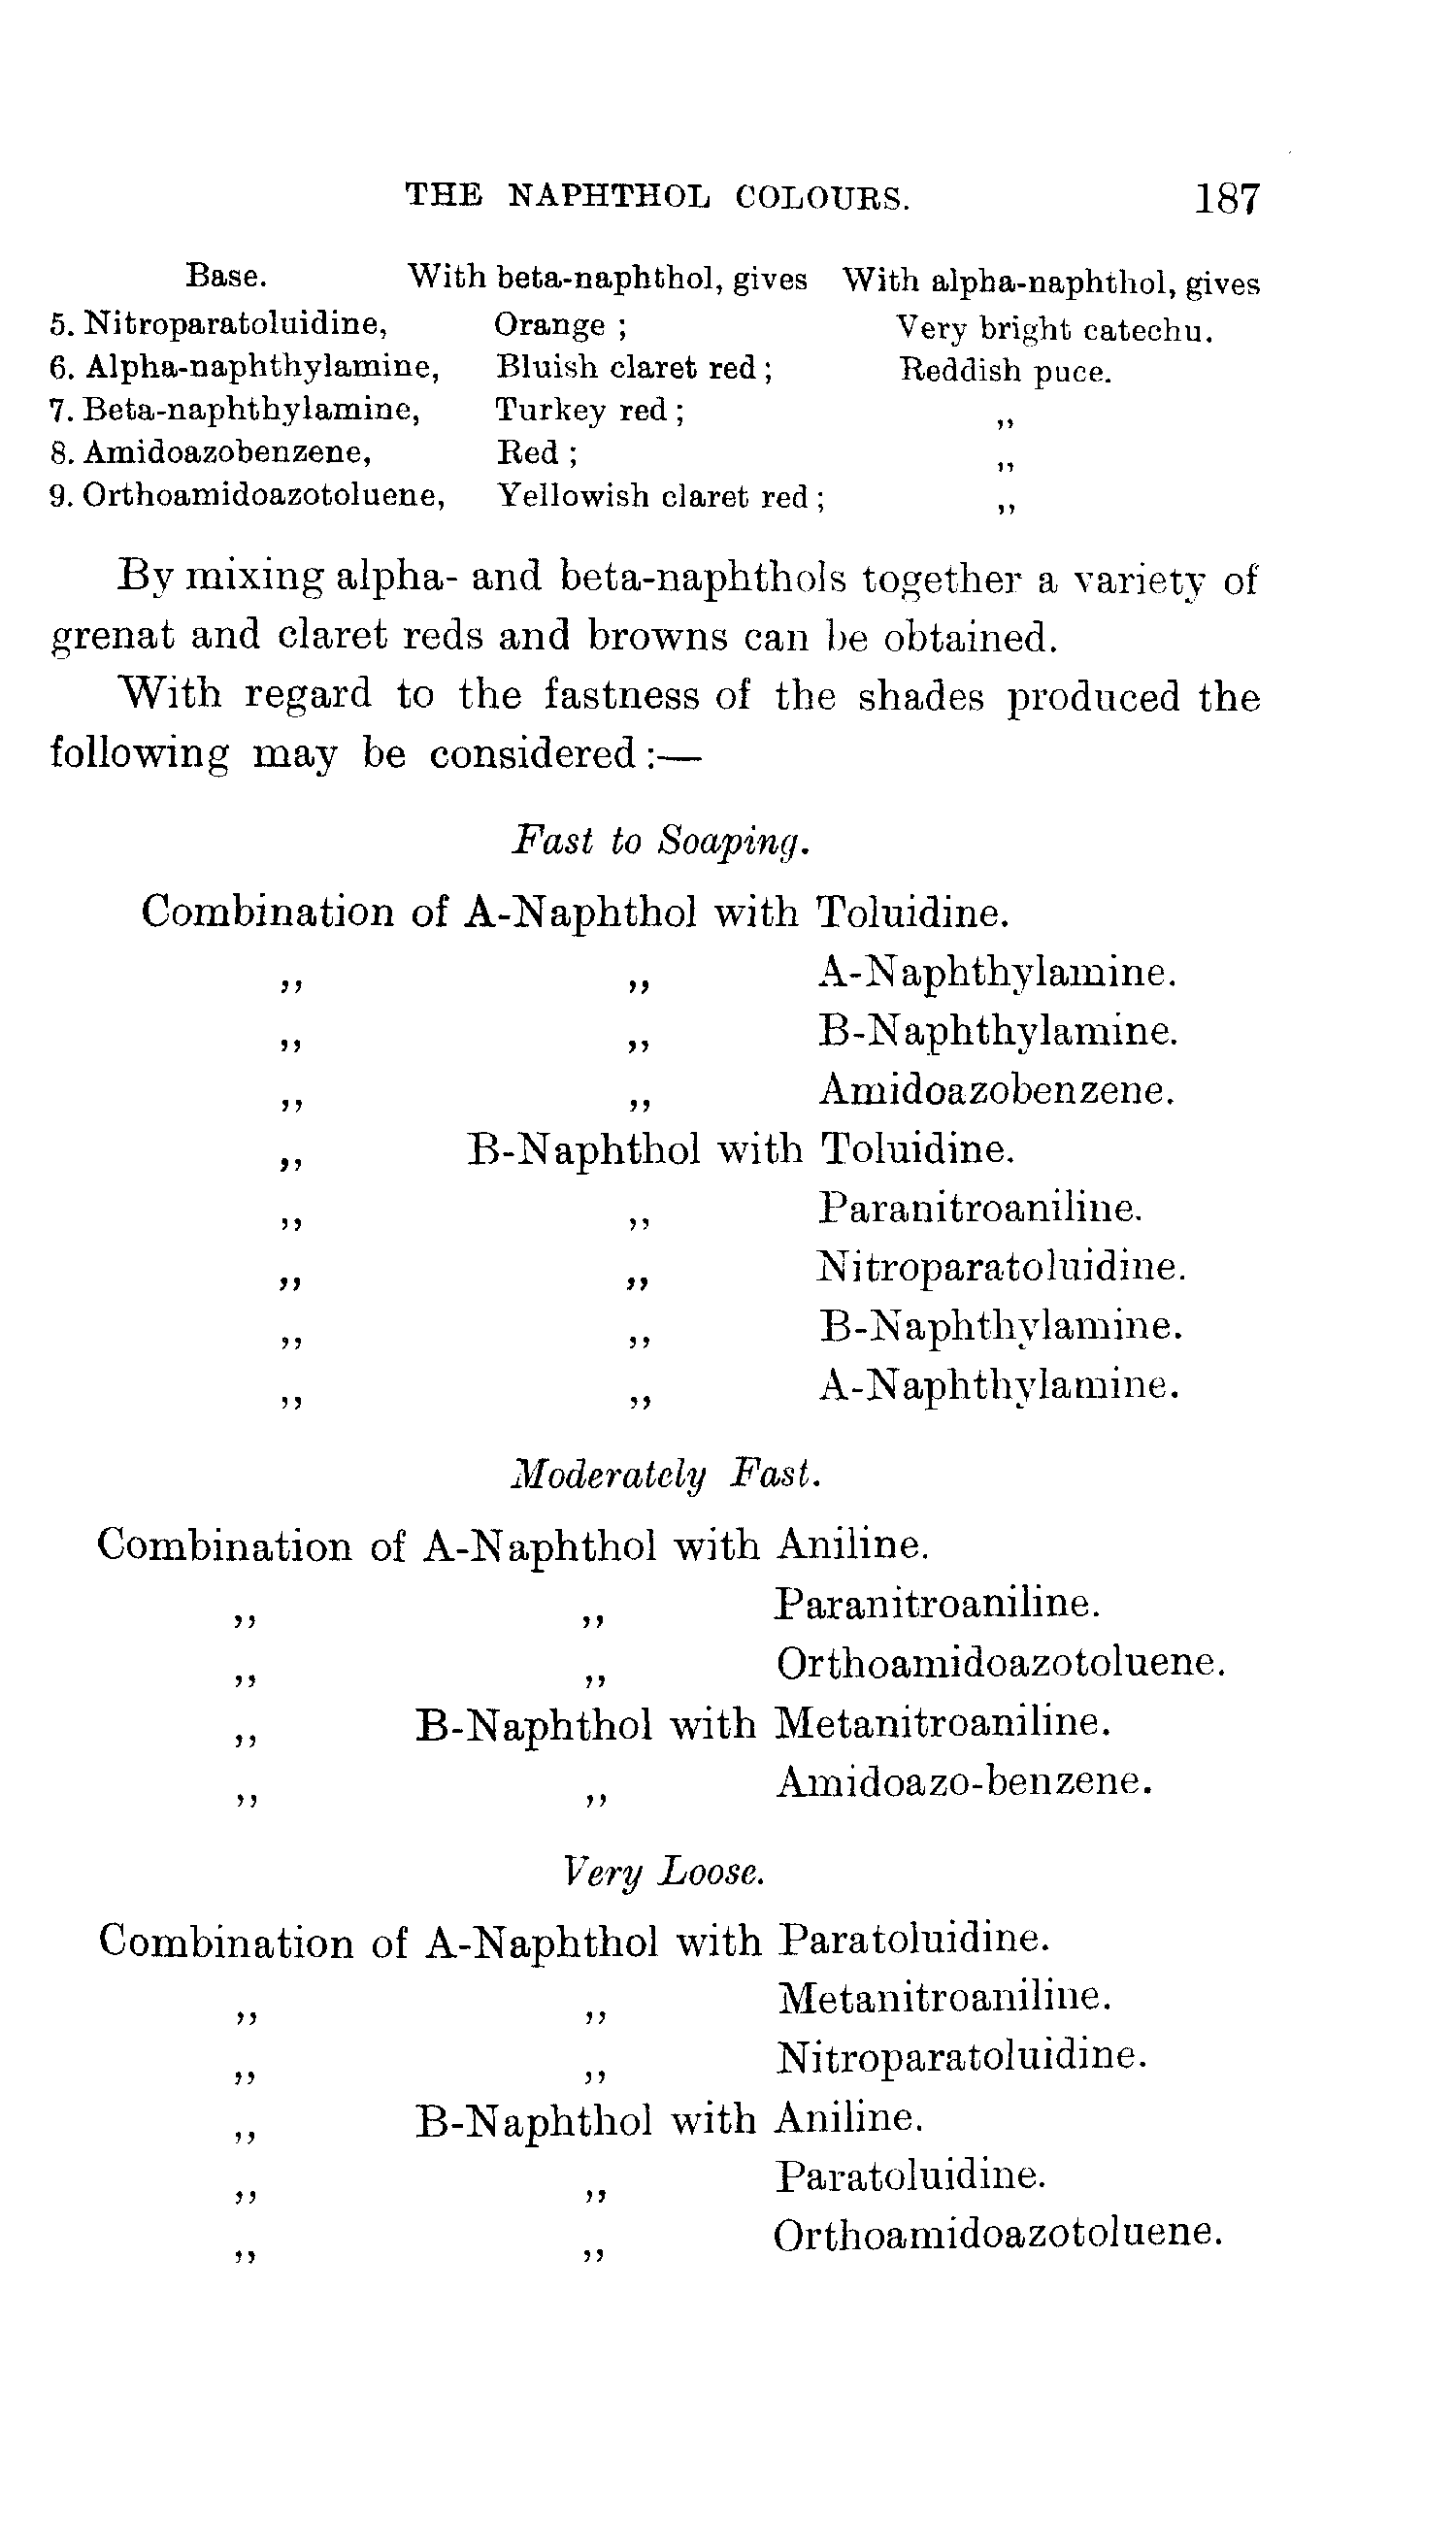 THE NAPHTHOL COLOURS. 187
Base. With beta-naphthol, gives With alpha-naphthol, gives
5. Nitroparatoluidine, Orange ; Very bright catechu.
6. Alpha-naphthylamine, Bluish claret red ; Reddish puce.
7. Beta-naphthylamine, Turkey red ; ,,
8. Amidoazobenzene, Red ; ,,
9. Orthoamidoazotoluene, Yellowish claret red ; ,,
By mixing alpha- and beta-naphthols together a variety of
grenat and claret reds and browns can be obtained.
With regard to the fastness of the shades produced the
following may be considered :—
Fast to Soaping.
Combination of A-Naphthol with Toluidine.
,, ,, A-Naphthylamine.
,, ,, B-Naphthylamine.
,, ,, Amidoazobenzene.
,, B-Naphthol with Toluidine.
,, ,, Paranitroaniline.
,, ,, Nitroparatoluidine.
,, ,, B-Naphthylamine.
,, ,, A-Naphthylamine.
Moderately Fast.
Combination of A-Naphthol with Aniline.
,, ,, Paranitroaniline.
,, ,, Orthoamidoazotoluene.
,, B-Naphthol with Metanitroaniline.
,, ,, Amidoazo-benzene.
Very Loose.
Combination of A-Naphthol with Paratoluidine.
,, ,, Metanitroaniline.
,, ,, Nitroparatoluidine.
,, B-Naphthol with Aniline.
,, ,, Paratoluidine.
,, ,, Orthoamidoazotoluene.